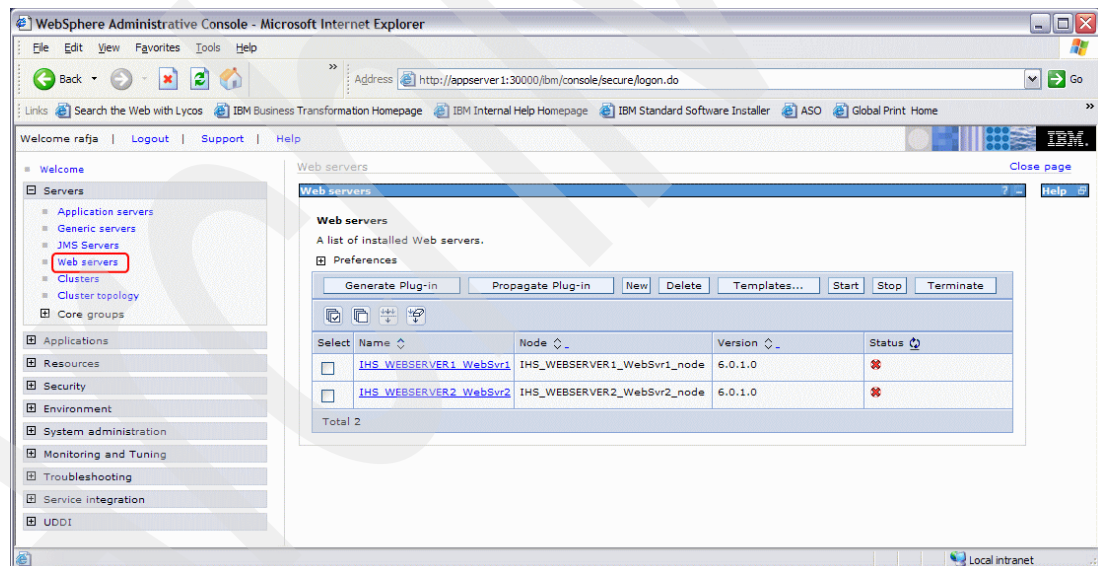 WebSphere Administrative Console - Microsoft Internet Explorer
File Edit View Favorites Tools Help
Back » Address http://appserver1:30000/ibm/console/secure/logon.do Go
Links Search the Web with Lycos IBM Business Transformation Homepage IBM Internal Help Homepage IBM Standard Software Installer ASO Global Print Home »
Welcome rafja | Logout | Support | Help IBM.
Welcome
Servers
Application servers
Generic servers
JMS Servers
Web servers
Clusters
Cluster topology
Core groups
Applications
Resources
Security
Environment
System administration
Monitoring and Tuning
Troubleshooting
Service integration
UDDI
Web servers Close page
Web servers ? - Help
Web servers
A list of installed Web servers.
Preferences
Generate Plug-in Propagate Plug-in New Delete Templates... Start Stop Terminate
Select Name Node Version Status
IHS_WEBSERVER1_WebSvr1 IHS_WEBSERVER1_WebSvr1_node 6.0.1.0
IHS_WEBSERVER2_WebSvr2 IHS_WEBSERVER2_WebSvr2_node 6.0.1.0
Total 2
Local intranet